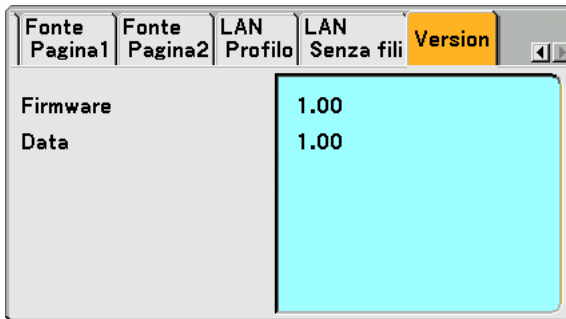 Fonte Pagina1
Fonte Pagina2
LAN Profilo
LAN Senza fili
Version
Firmware 1.00
Data 1.00